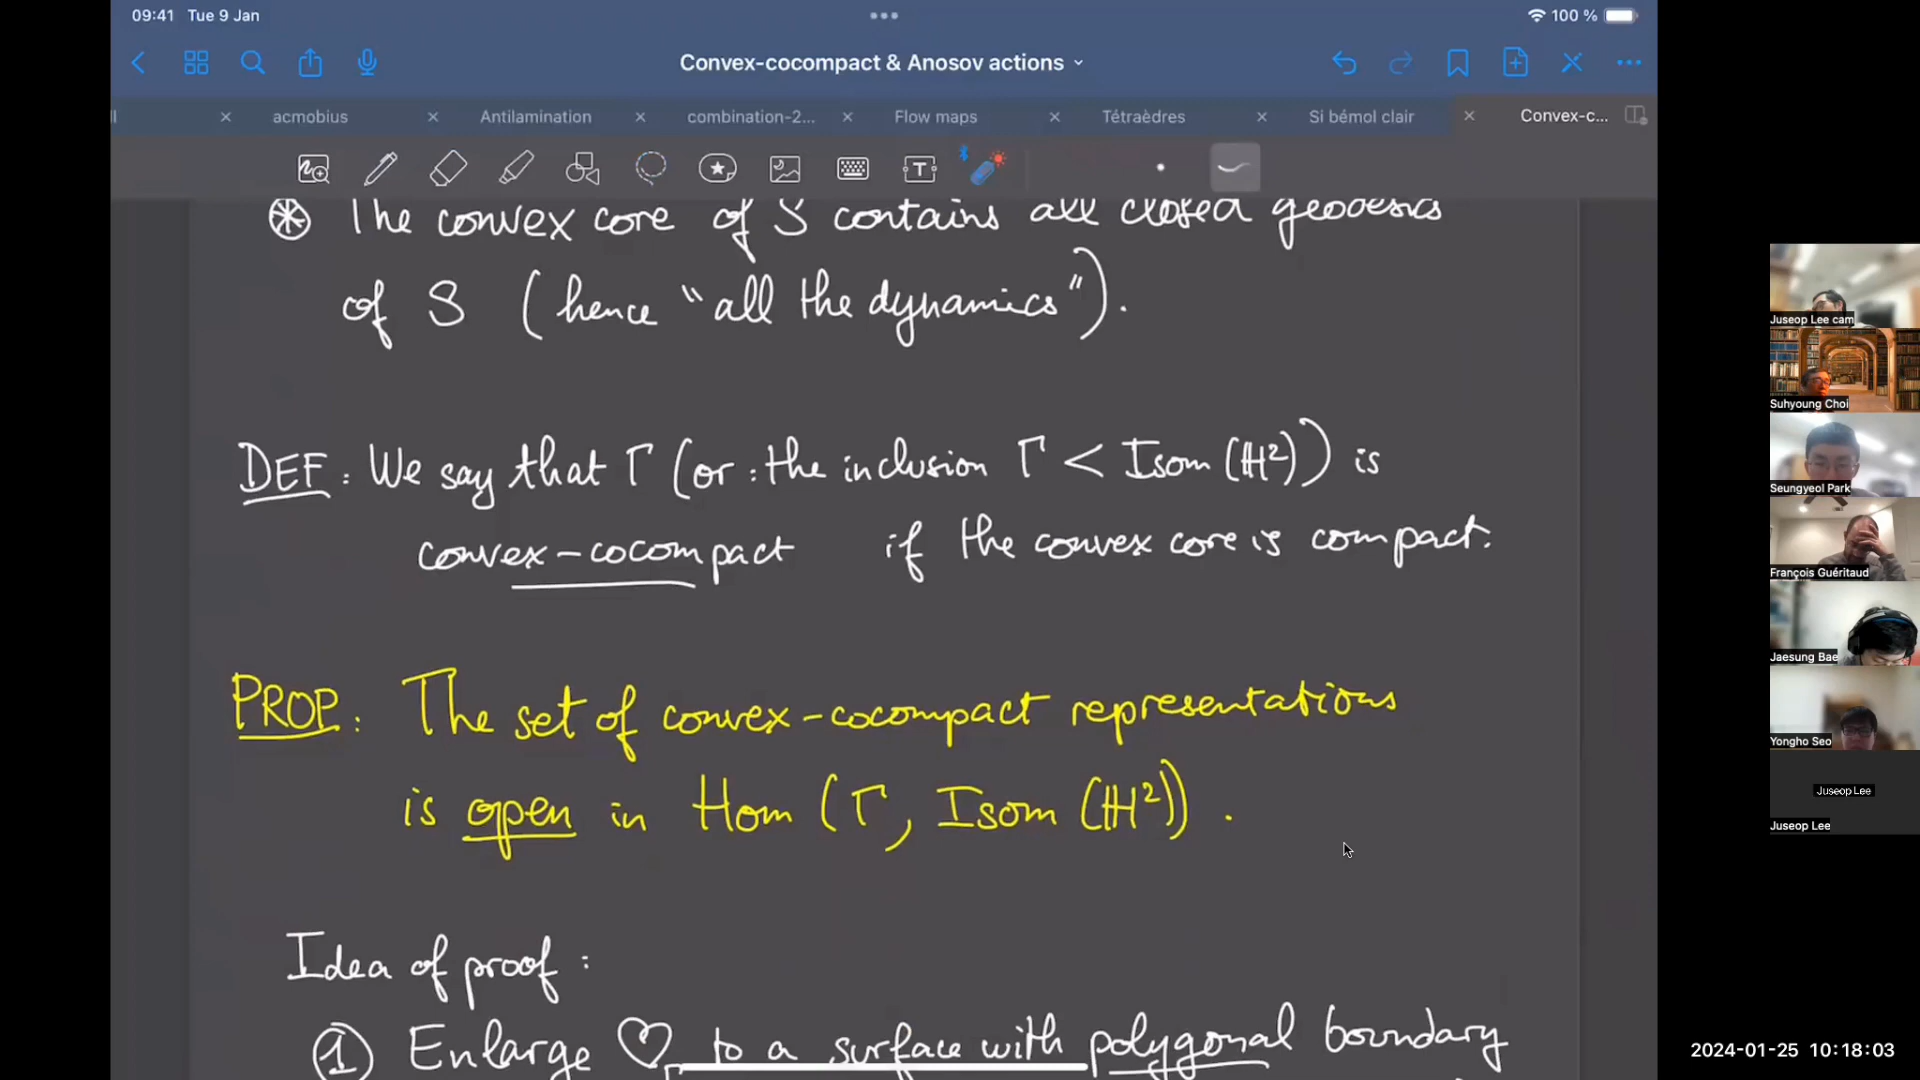 09:41 Tue 9 Jan
100 %
Convex-cocompact & Anosov actions
acmobius
Antilamination
combination-2...
Flow maps
Tétraèdres
Si bémol clair
Convex-c...
The convex core of S contains all closed geodesics
of S (hence "all the dynamics").
DEF: We say that Γ (or: the inclusion Γ < Isom (ℍ²)) is
convex-cocompact if the convex core is compact.
PROP: The set of convex-cocompact representations
is open in Hom (Γ, Isom (ℍ²)).
Idea of proof:
① Enlarge ♡ to a surface with polygonal boundary
Juseop Lee cam
Suhyoung Choi
Seungyeol Park
François Guéritaud
Jaesung Bae
Yongho Seo
Juseop Lee
Juseop Lee
2024-01-25 10:18:03